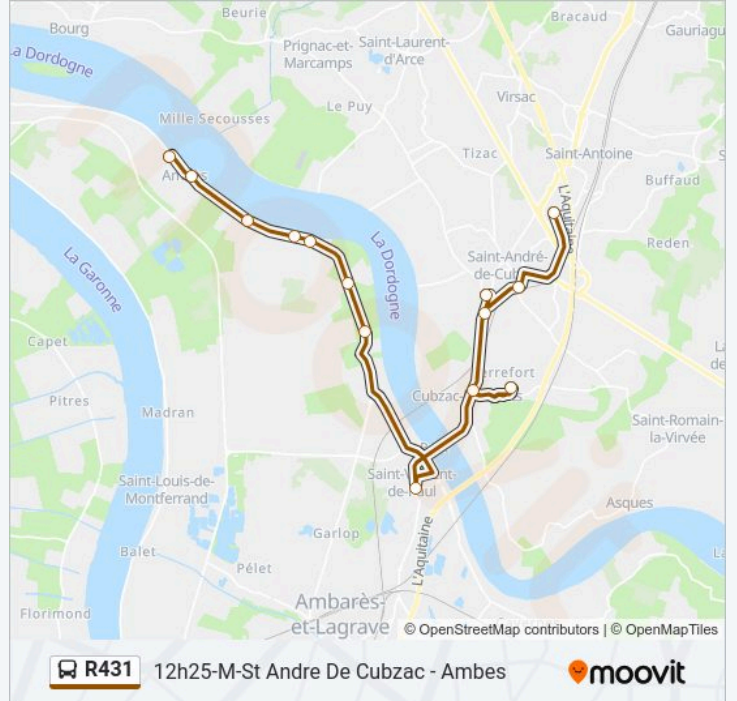 Beurie
Bracaud
Bourg
Gauriagu
Prignac-et-
Marcamps
Saint-Laurent-
d'Arce
La Dordogne
Le Puy
Virsac
Mille Secousses
Tizac
Saint-Antoine
Buffaud
L'Aquitaine
La Dordogne
Reden
La Garonne
Saint-André-
de-Cub
Capet
errefort
Cubzac-
Pitres
Madran
Saint-Romain-
la-Virvée
Saint-Louis-de-
Montferrand
de-Paul
Asques
Garlop
Balet
Pélet
L'Aquitaine
Florimond
Ambarès-
et-Lagrave
© OpenStreetMap contributors | © OpenMapTiles
R431 12h25-M-St Andre De Cubzac - Ambes moovit